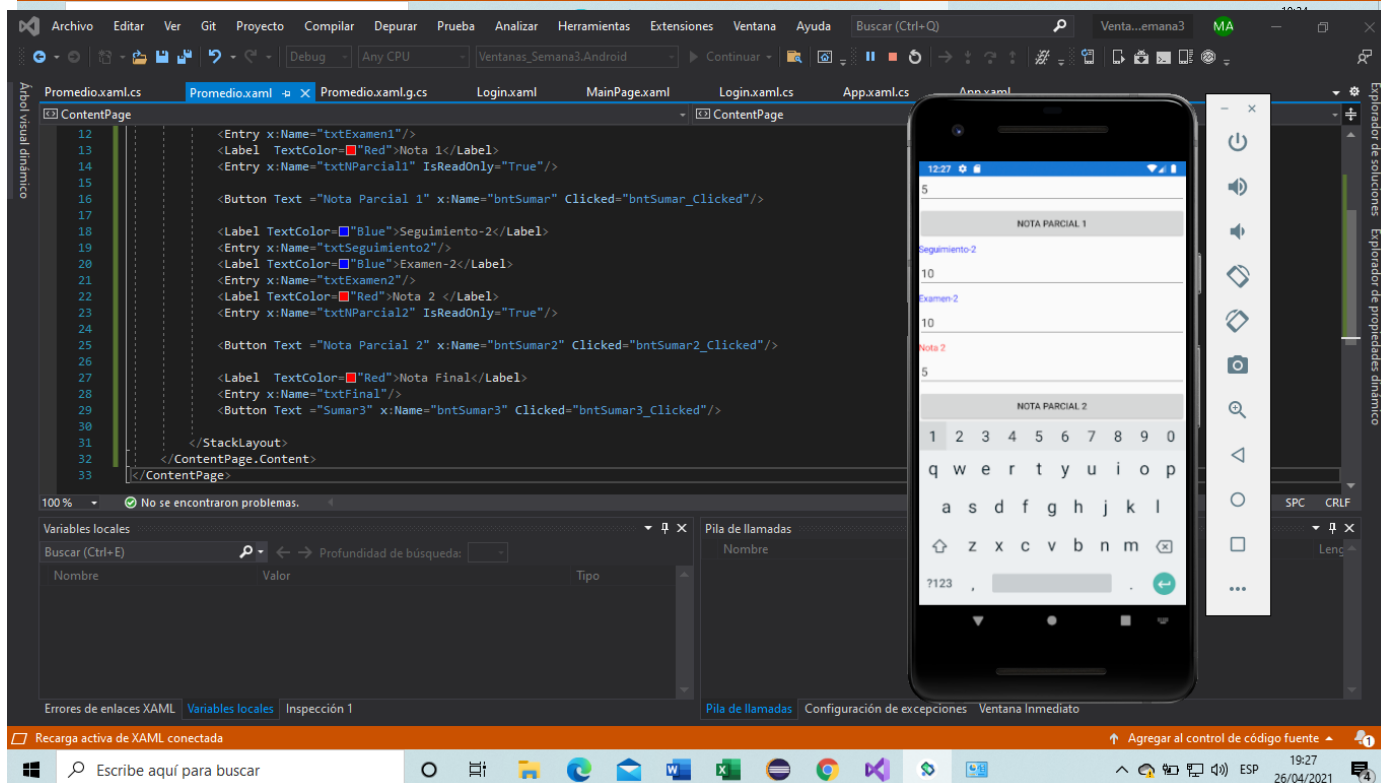 Archivo Editar Ver Git Proyecto Compilar Depurar Prueba Analizar Herramientas Extensiones Ventana Ayuda Buscar (Ctrl+Q) Venta...emana3 MA
Debug Any CPU Ventanas_Semana3.Android Continuar
Promedio.xaml.cs Promedio.xaml Promedio.xaml.g.cs Login.xaml MainPage.xaml Login.xaml.cs App.xaml.cs App.xaml
ContentPage ContentPage
Árbol visual dinámico
12 <Entry x:Name="txtExamen1"/>
13 <Label  TextColor="Red">Nota 1</Label>
14 <Entry x:Name="txtNParcial1" IsReadOnly="True"/>
15
16 <Button Text ="Nota Parcial 1" x:Name="bntSumar" Clicked="bntSumar_Clicked"/>
17
18 <Label TextColor="Blue">Seguimiento-2</Label>
19 <Entry x:Name="txtSeguimiento2"/>
20 <Label TextColor="Blue">Examen-2</Label>
21 <Entry x:Name="txtExamen2"/>
22 <Label TextColor="Red">Nota 2 </Label>
23 <Entry x:Name="txtNParcial2" IsReadOnly="True"/>
24
25 <Button Text ="Nota Parcial 2" x:Name="bntSumar2" Clicked="bntSumar2_Clicked"/>
26
27 <Label  TextColor="Red">Nota Final</Label>
28 <Entry x:Name="txtFinal"/>
29 <Button Text ="Sumar3" x:Name="bntSumar3" Clicked="bntSumar3_Clicked"/>
30
31 </StackLayout>
32 </ContentPage.Content>
33 </ContentPage>
100 % No se encontraron problemas. SPC CRLF
12:27
5
NOTA PARCIAL 1
Seguimiento-2
10
Examen-2
10
Nota 2
5
NOTA PARCIAL 2
1 2 3 4 5 6 7 8 9 0
q w e r t y u i o p
a s d f g h j k l
z x c v b n m
?123 , .
Explorador de soluciones Explorador de propiedades dinámico
Variables locales
Buscar (Ctrl+E) Profundidad de búsqueda:
Nombre Valor Tipo
Pila de llamadas
Nombre Leng
Errores de enlaces XAML Variables locales Inspección 1
Pila de llamadas Configuración de excepciones Ventana Inmediato
Recarga activa de XAML conectada Agregar al control de código fuente 1
Escribe aquí para buscar ESP 19:27
26/04/2021 4